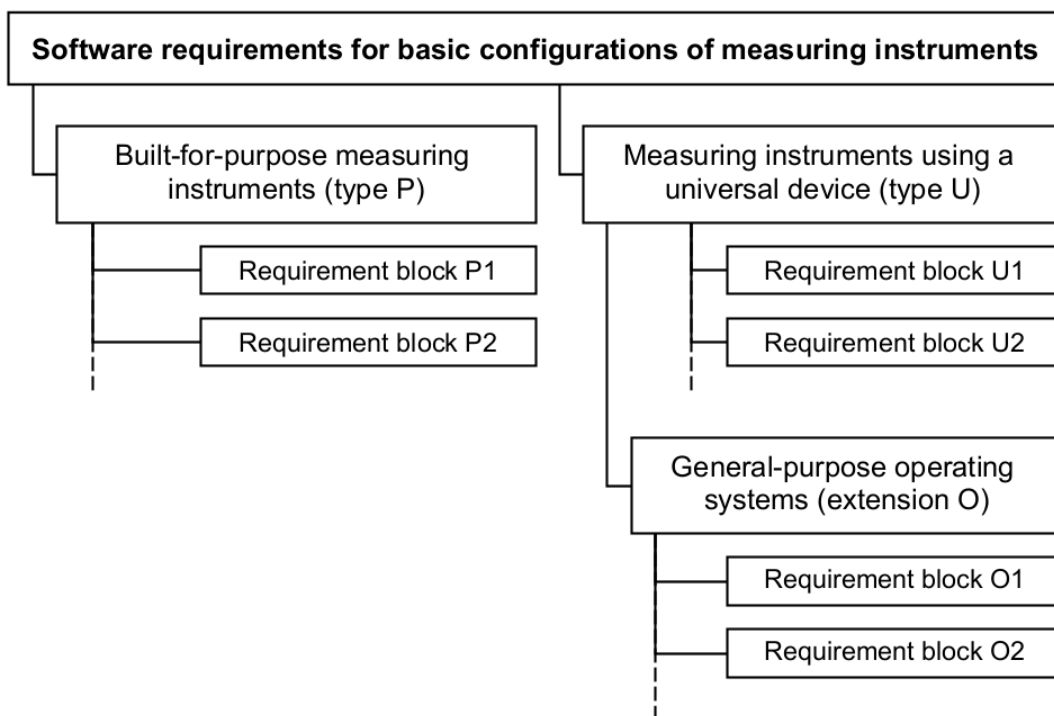 Software requirements for basic configurations of measuring instruments
Built-for-purpose measuring
instruments (type P)
Requirement block P1
Requirement block P2
Measuring instruments using a
universal device (type U)
Requirement block U1
Requirement block U2
General-purpose operating
systems (extension O)
Requirement block O1
Requirement block O2